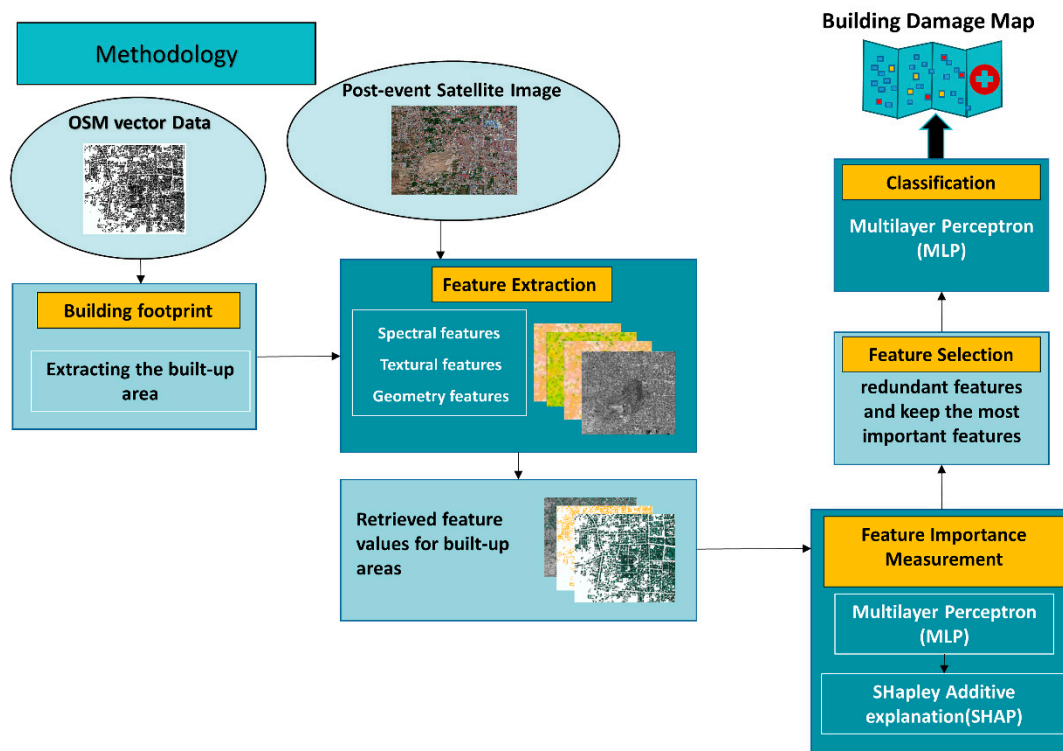 Methodology
OSM vector Data
Post-event Satellite Image
Building footprint
Extracting the built-up
area
Feature Extraction
Spectral features
Textural features
Geometry features
Retrieved feature
values for built-up
areas
Feature Importance
Measurement
Multilayer Perceptron
(MLP)
SHapley Additive
explanation(SHAP)
Feature Selection
redundant features
and keep the most
important features
Classification
Multilayer Perceptron
(MLP)
Building Damage Map